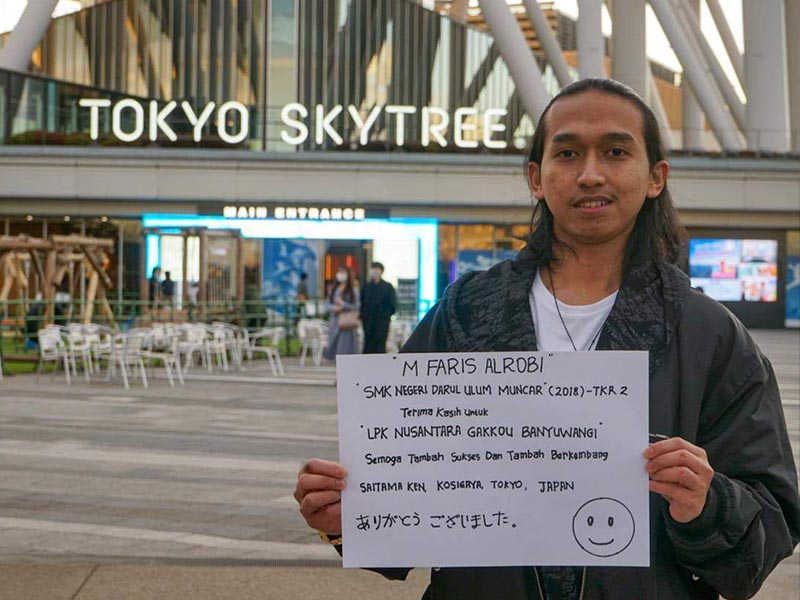 TOKYO SKYTREE.
MAIN ENTRANCE
"M FARIS ALROBI"
"SMK NEGERI DARUL ULUM MUNCAR" (2018) - TKR 2
Terima Kasih Untuk
"LPK NUSANTARA GAKKOU BANYUWANGI"
Semoga Tambah Sukses Dan Tambah Berkembang
SAITAMA KEN, KOSIGAYA, TOKYO, JAPAN
ありがとう ございました。